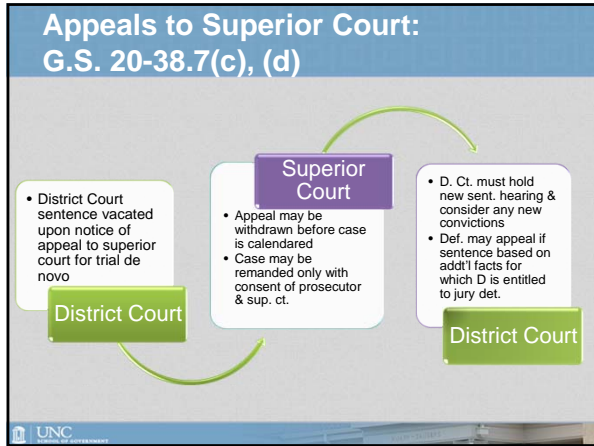 Appeals to Superior Court:
G.S. 20-38.7(c), (d)
• District Court
sentence vacated
upon notice of
appeal to superior
court for trial de
novo
District Court
Superior
Court
• Appeal may be
withdrawn before case
is calendared
• Case may be
remanded only with
consent of prosecutor
& sup. ct.
• D. Ct. must hold
new sent. hearing &
consider any new
convictions
• Def. may appeal if
sentence based on
addt’l facts for
which D is entitled
to jury det.
District Court
UNC
SCHOOL OF GOVERNMENT